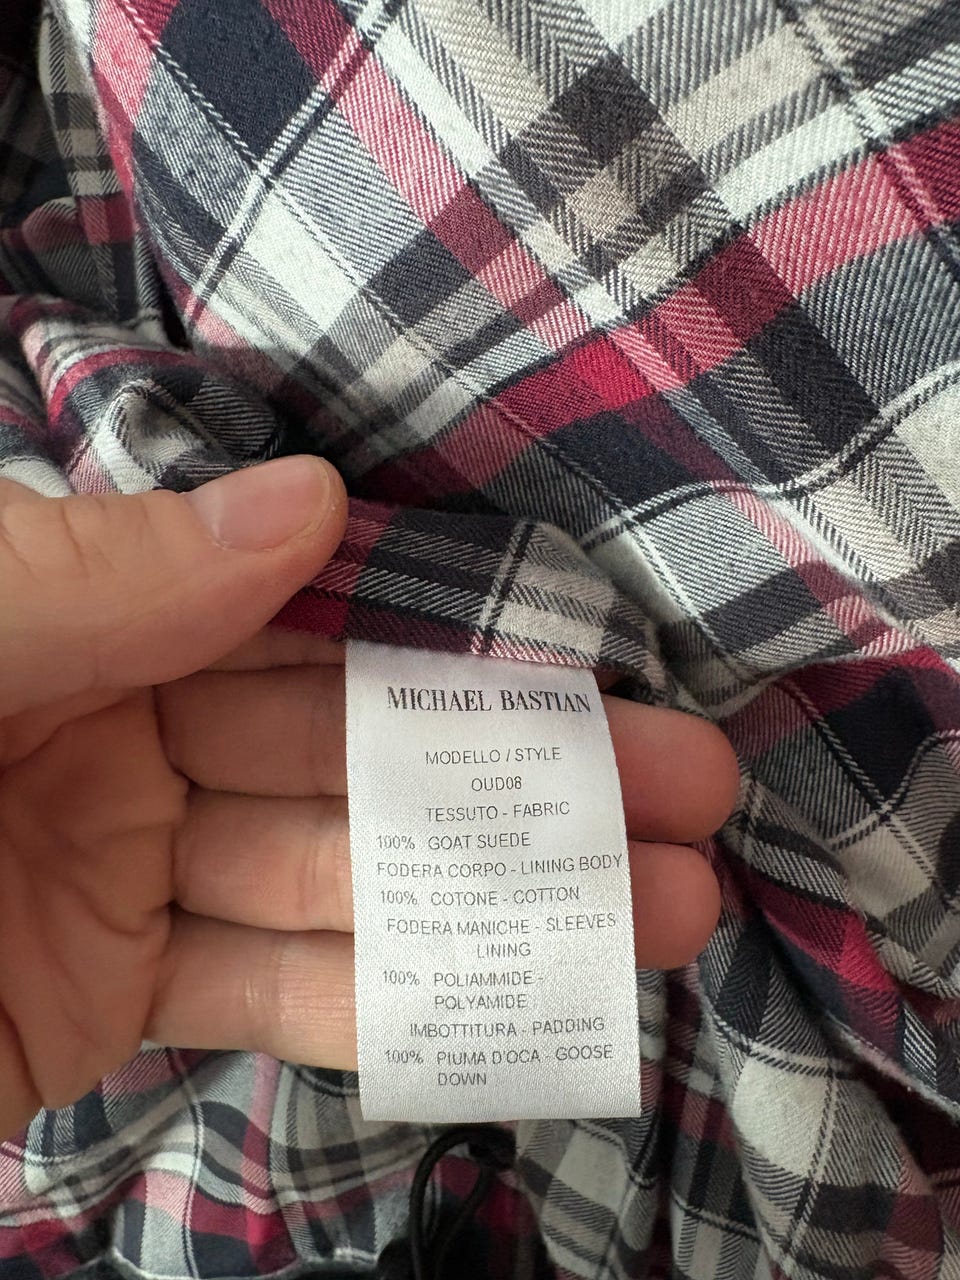 MICHAEL BASTIAN
MODELLO / STYLE
OUD08
TESSUTO - FABRIC
100% GOAT SUEDE
FODERA CORPO - LINING BODY
100% COTONE - COTTON
FODERA MANICHE - SLEEVES
LINING
100% POLIAMMIDE -
POLYAMIDE
IMBOTTITURA - PADDING
100% PIUMA D'OCA - GOOSE
DOWN